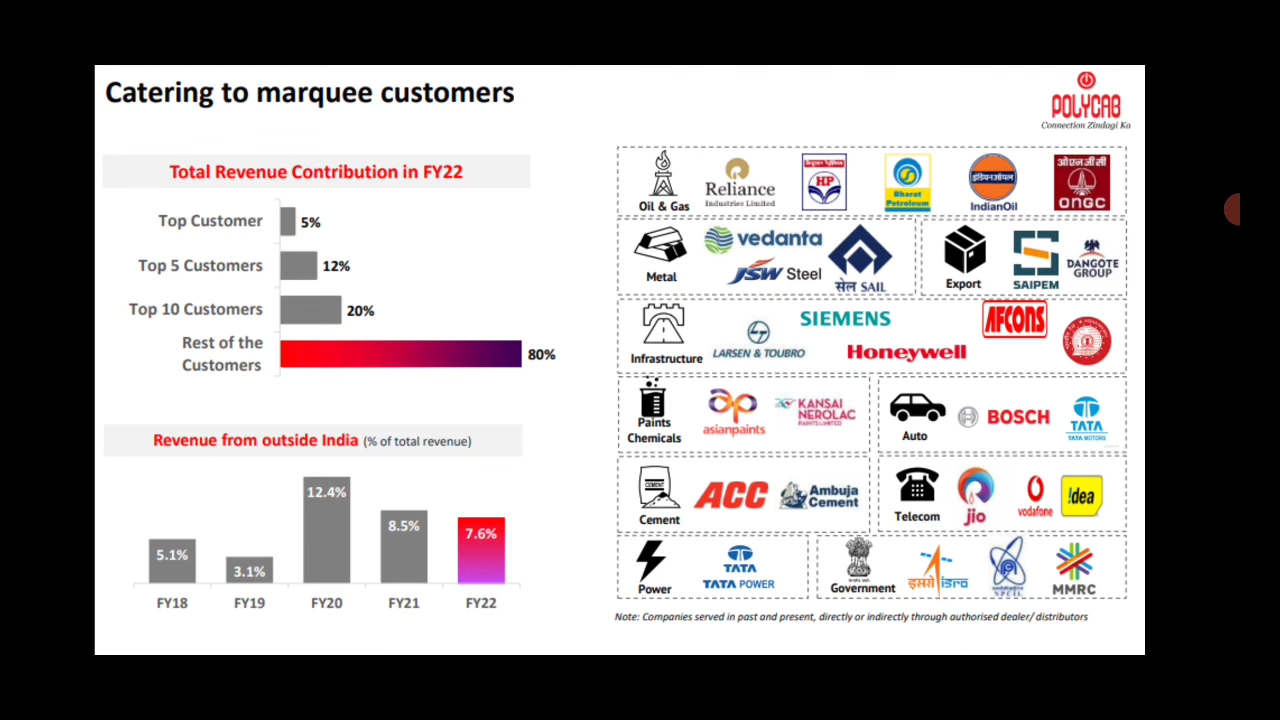 Catering to marquee customers
POLYCAB
Connection Zindagi Ka
Total Revenue Contribution in FY22
Top Customer 5%
Top 5 Customers 12%
Top 10 Customers 20%
Rest of the
Customers 80%
Revenue from outside India (% of total revenue)
5.1%
3.1%
12.4%
8.5%
7.6%
FY18 FY19 FY20 FY21 FY22
Oil & Gas
Reliance
Industries Limited
HP
Bharat
Petroleum
इंडियनऑयल
IndianOil
ओएनजीसी
ONGC
Metal
vedanta
JSW Steel
सेल SAIL
Export
SAIPEM
DANGOTE
GROUP
Infrastructure
LARSEN & TOUBRO
SIEMENS
Honeywell
AFCONS
Paints
Chemicals
asianpaints
KANSAI
NEROLAC
PAINTS LIMITED
Auto
BOSCH
TATA
TATA MOTORS
CEMENT
Cement
ACC
Ambuja
Cement
Telecom
jio
vodafone
!dea
Power
TATA
TATA POWER
Government
इसरो isro
NPCIL
MMRC
Note: Companies served in past and present, directly or indirectly through authorised dealer/ distributors